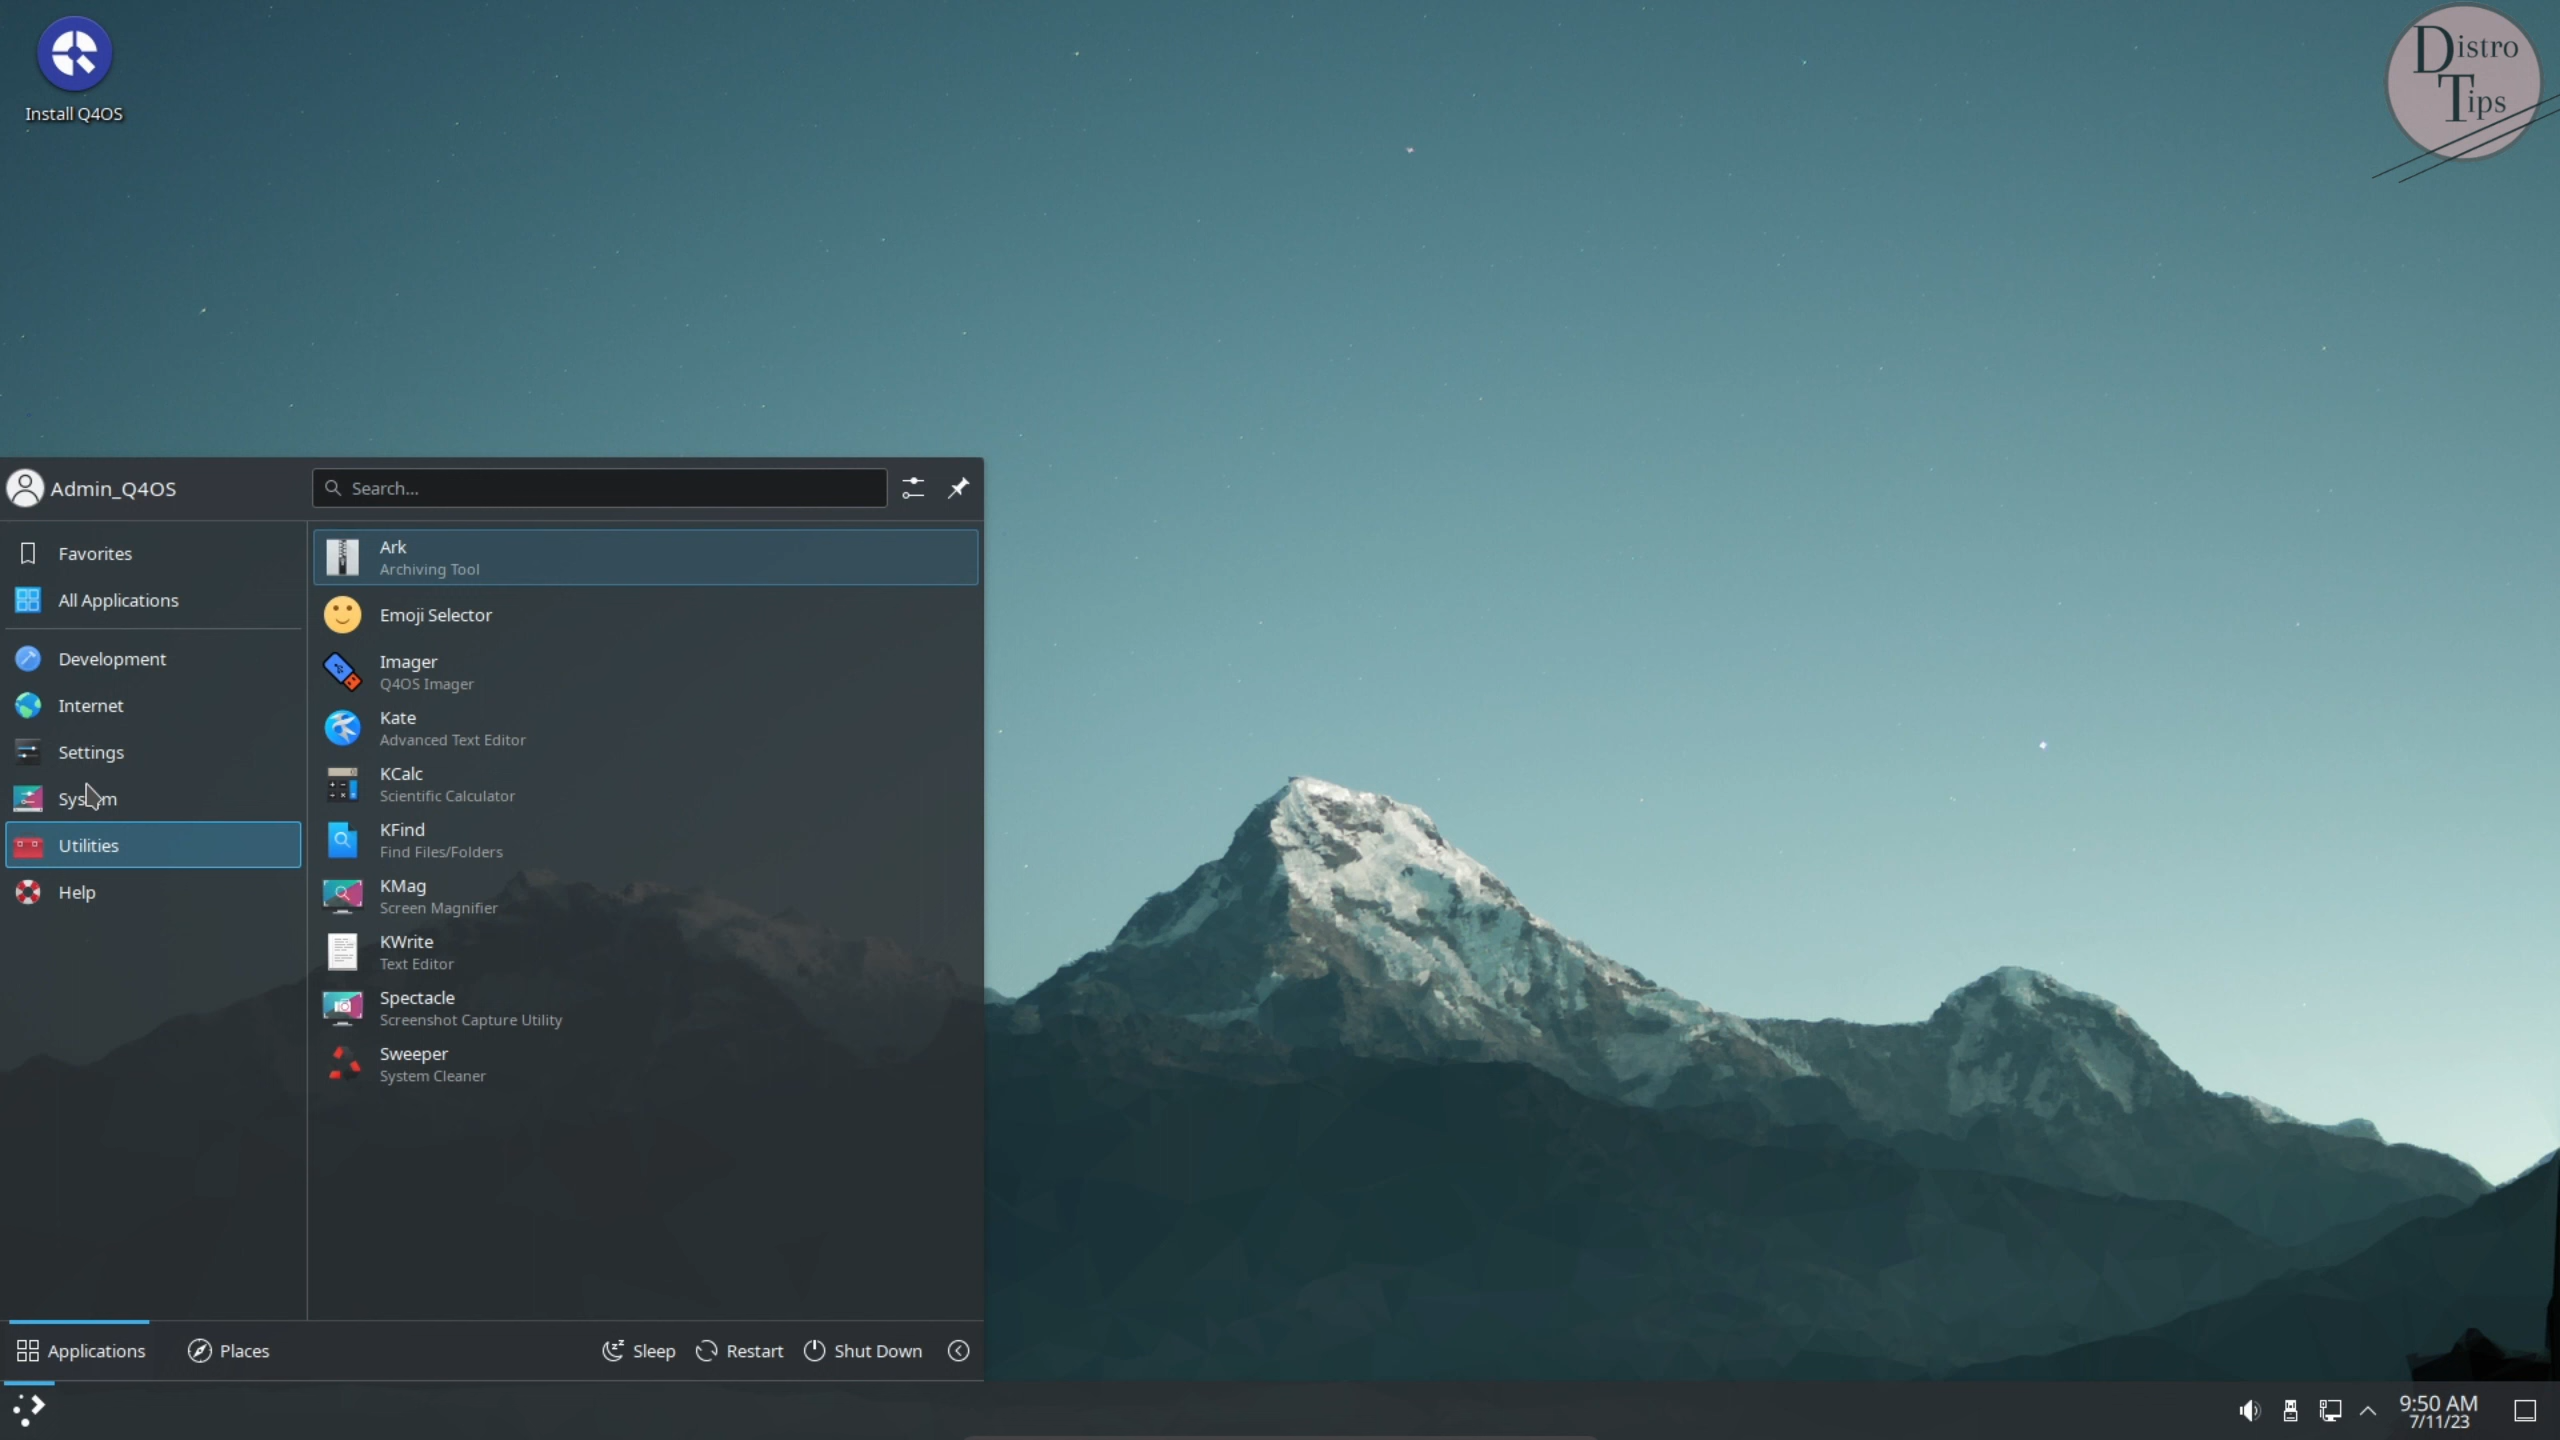 Install Q4OS
Distro
Tips
Admin_Q4OS
Search...
Favorites
All Applications
Development
Internet
Settings
System
Utilities
Help
Ark
Archiving Tool
Emoji Selector
Imager
Q4OS Imager
Kate
Advanced Text Editor
KCalc
Scientific Calculator
KFind
Find Files/Folders
KMag
Screen Magnifier
KWrite
Text Editor
Spectacle
Screenshot Capture Utility
Sweeper
System Cleaner
Applications
Places
Sleep
Restart
Shut Down
9:50 AM
7/11/23